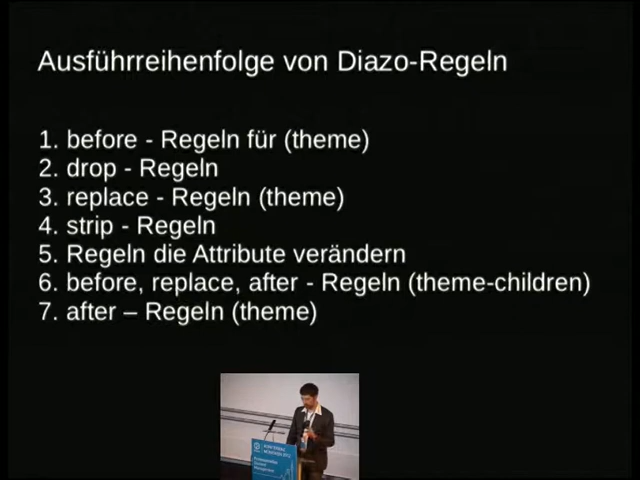 Ausführreihenfolge von Diazo-Regeln
1. before - Regeln für (theme)
2. drop - Regeln
3. replace - Regeln (theme)
4. strip - Regeln
5. Regeln die Attribute verändern
6. before, replace, after - Regeln (theme-children)
7. after – Regeln (theme)